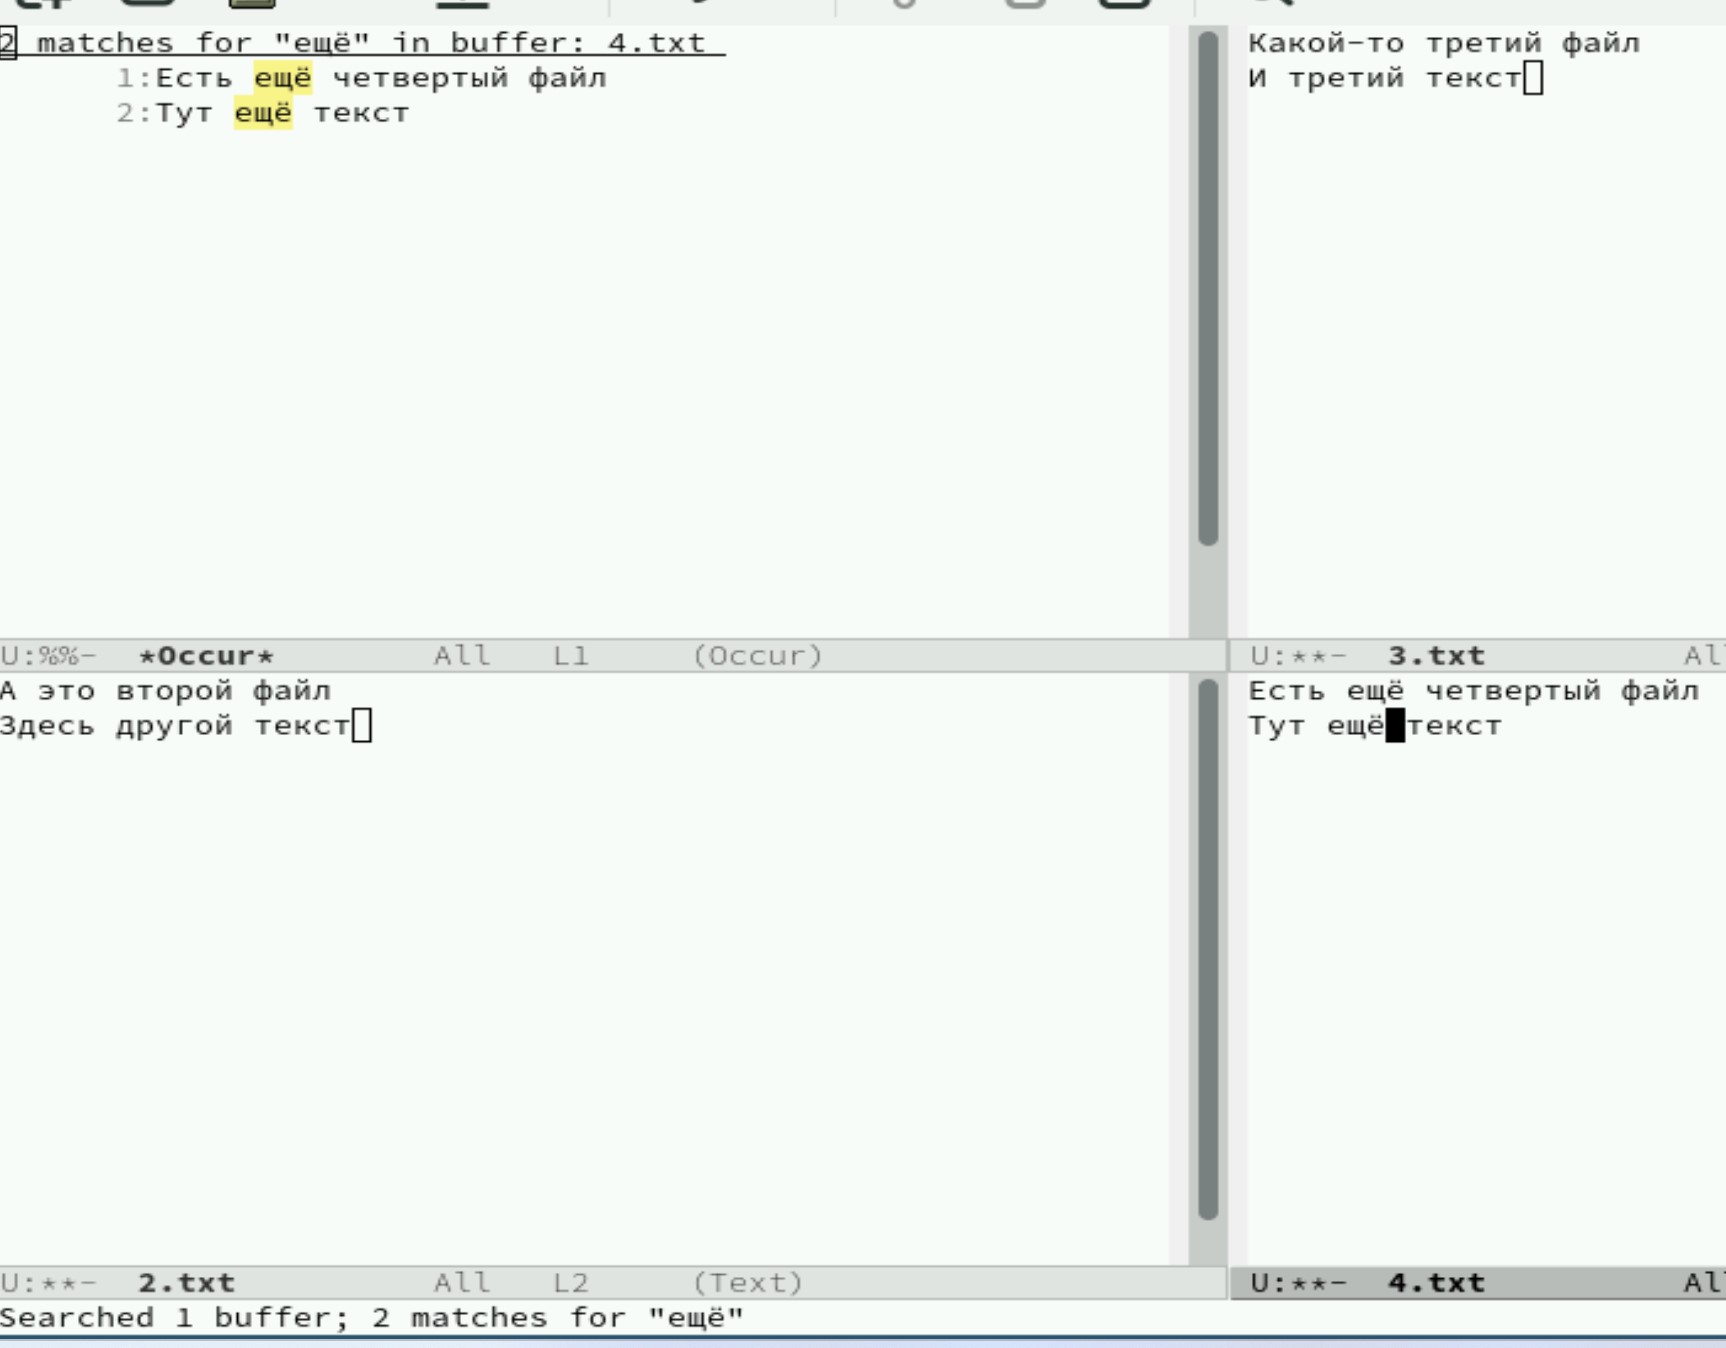 2 matches for "ещё" in buffer: 4.txt
1:Есть ещё четвертый файл
2:Тут ещё текст
U:%%- *Occur* All L1 (Occur)
Какой-то третий файл
И третий текст
U:**- 3.txt
А это второй файл
Здесь другой текст
U:**- 2.txt All L2 (Text)
Есть ещё четвертый файл
Тут ещё текст
U:**- 4.txt
Searched 1 buffer; 2 matches for "ещё"